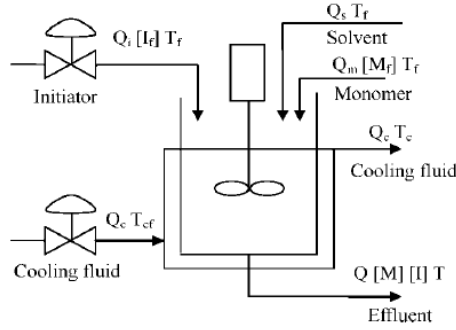 Qi [If] Tf
Initiator
Qs Tf
Solvent
Qm [Mf] Tf
Monomer
Qc Tc
Cooling fluid
Qc Tcf
Cooling fluid
Q [M] [I] T
Effluent